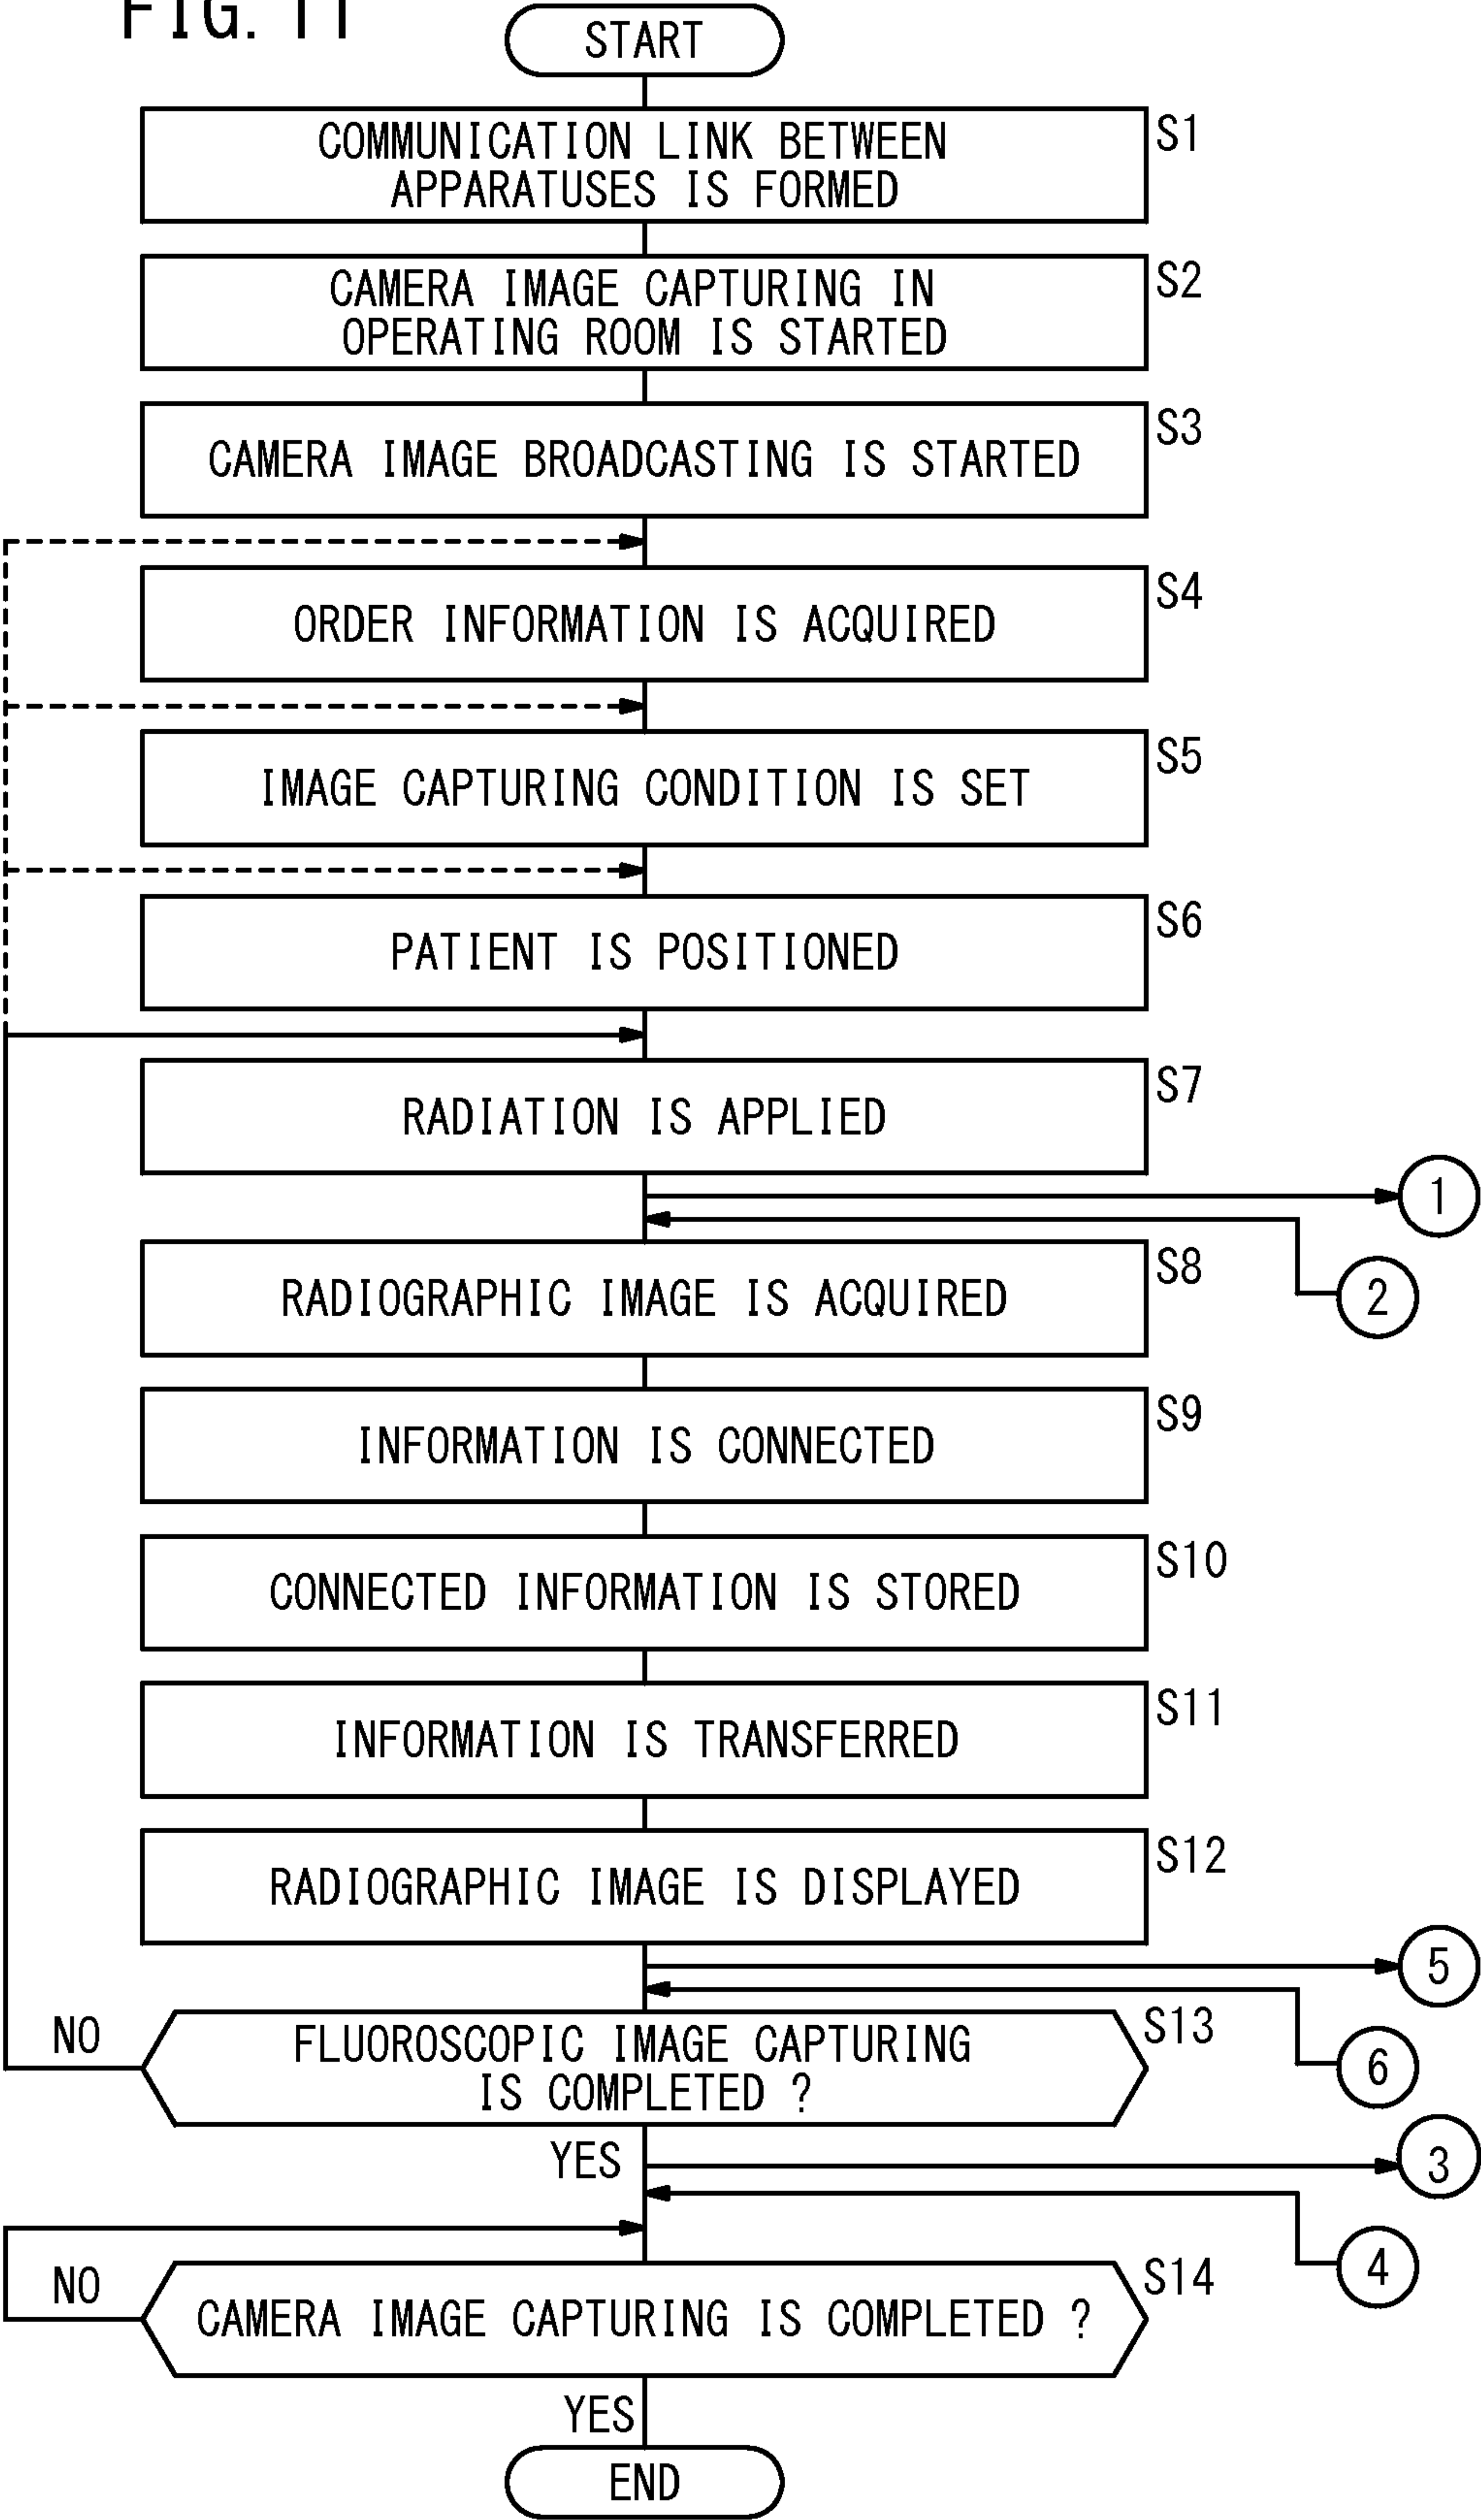 FIG. 11
START
COMMUNICATION LINK BETWEEN
APPARATUSES IS FORMED
S1
CAMERA IMAGE CAPTURING IN
OPERATING ROOM IS STARTED
S2
CAMERA IMAGE BROADCASTING IS STARTED
S3
ORDER INFORMATION IS ACQUIRED
S4
IMAGE CAPTURING CONDITION IS SET
S5
PATIENT IS POSITIONED
S6
RADIATION IS APPLIED
S7
1
RADIOGRAPHIC IMAGE IS ACQUIRED
S8
2
INFORMATION IS CONNECTED
S9
CONNECTED INFORMATION IS STORED
S10
INFORMATION IS TRANSFERRED
S11
RADIOGRAPHIC IMAGE IS DISPLAYED
S12
5
NO
FLUOROSCOPIC IMAGE CAPTURING
IS COMPLETED ?
S13
6
YES
3
NO
CAMERA IMAGE CAPTURING IS COMPLETED ?
S14
4
YES
END